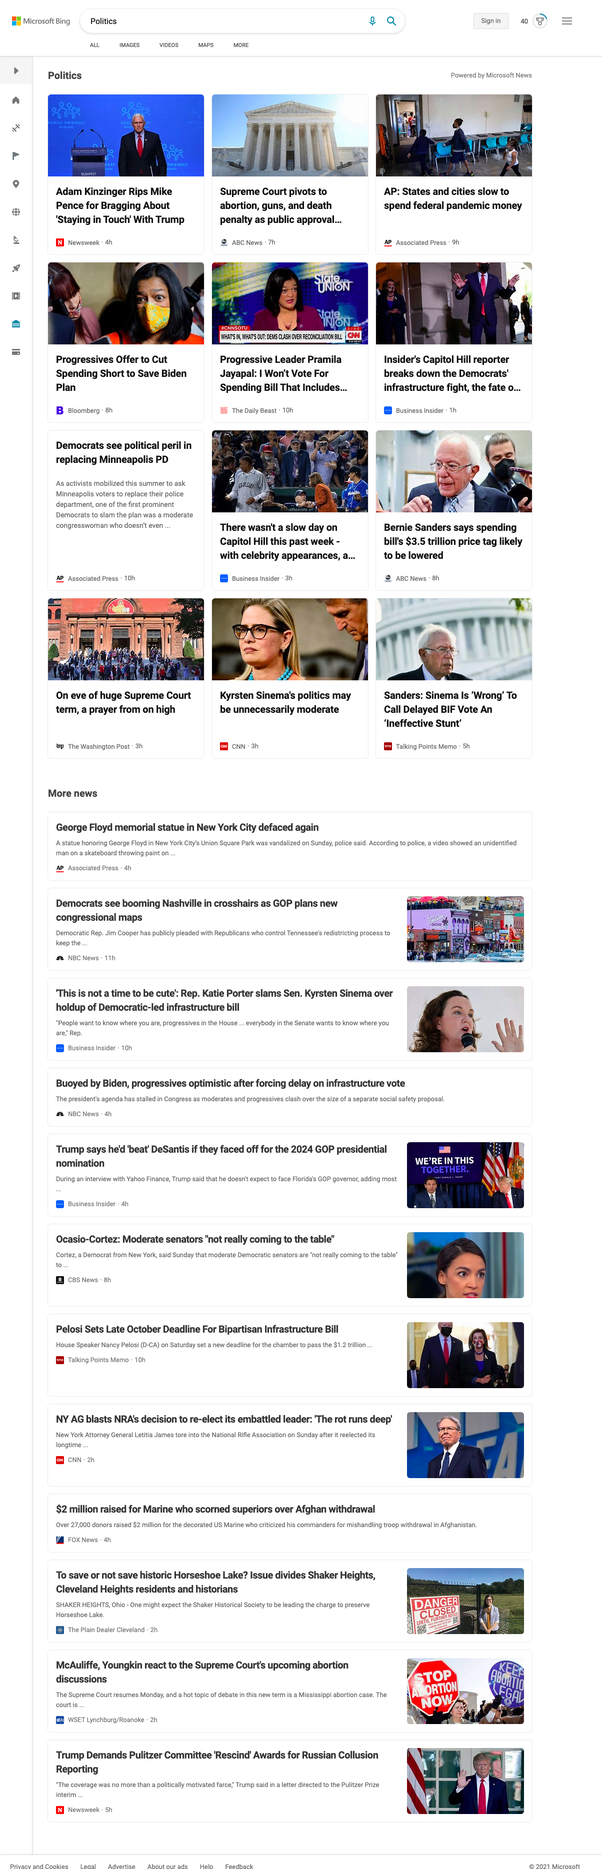 Microsoft Bing
Politics
Sign in
40
ALL IMAGES VIDEOS MAPS MORE
Politics
Powered by Microsoft News
Adam Kinzinger Rips Mike
Pence for Bragging About
'Staying in Touch' With Trump
Newsweek · 4h
Supreme Court pivots to
abortion, guns, and death
penalty as public approval...
ABC News · 7h
AP: States and cities slow to
spend federal pandemic money
AP Associated Press · 9h
Progressives Offer to Cut
Spending Short to Save Biden
Plan
Bloomberg · 8h
State
UNION
#CNNSOTU
WHAT'S IN, WHAT'S OUT: DEMS CLASH OVER RECONCILIATION BILL
CNN
Progressive Leader Pramila
Jayapal: I Won't Vote For
Spending Bill That Includes...
The Daily Beast · 10h
Insider's Capitol Hill reporter
breaks down the Democrats'
infrastructure fight, the fate o...
Business Insider · 1h
Democrats see political peril in
replacing Minneapolis PD
As activists mobilized this summer to ask
Minneapolis voters to replace their police
department, one of the first prominent
Democrats to slam the plan was a moderate
congresswoman who doesn't even ...
AP Associated Press · 10h
There wasn't a slow day on
Capitol Hill this past week -
with celebrity appearances, a...
Business Insider · 3h
Bernie Sanders says spending
bill's $3.5 trillion price tag likely
to be lowered
ABC News · 8h
On eve of huge Supreme Court
term, a prayer from on high
wp The Washington Post · 3h
Kyrsten Sinema's politics may
be unnecessarily moderate
CNN · 3h
Sanders: Sinema Is 'Wrong' To
Call Delayed BIF Vote An
'Ineffective Stunt'
Talking Points Memo · 5h
More news
George Floyd memorial statue in New York City defaced again
A statue honoring George Floyd in New York City's Union Square Park was vandalized on Sunday, police said. According to police, a video showed an unidentified
man on a skateboard throwing paint on ...
AP Associated Press · 4h
Democrats see booming Nashville in crosshairs as GOP plans new
congressional maps
Democratic Rep. Jim Cooper has publicly pleaded with Republicans who control Tennessee's redistricting process to
keep the ...
NBC News · 11h
'This is not a time to be cute': Rep. Katie Porter slams Sen. Kyrsten Sinema over
holdup of Democratic-led infrastructure bill
"People want to know where you are, progressives in the House ... everybody in the Senate wants to know where you
are," Rep.
Business Insider · 10h
Buoyed by Biden, progressives optimistic after forcing delay on infrastructure vote
The president's agenda has stalled in Congress as moderates and progressives clash over the size of a separate social safety proposal.
NBC News · 4h
Trump says he'd 'beat' DeSantis if they faced off for the 2024 GOP presidential
nomination
During an interview with Yahoo Finance, Trump said that he doesn't expect to face Florida's GOP governor, adding most
...
Business Insider · 4h
WE'RE IN THIS
TOGETHER.
Ocasio-Cortez: Moderate senators "not really coming to the table"
Cortez, a Democrat from New York, said Sunday that moderate Democratic senators are "not really coming to the table"
to ...
CBS News · 8h
Pelosi Sets Late October Deadline For Bipartisan Infrastructure Bill
House Speaker Nancy Pelosi (D-CA) on Saturday set a new deadline for the chamber to pass the $1.2 trillion ...
Talking Points Memo · 10h
NY AG blasts NRA's decision to re-elect its embattled leader: 'The rot runs deep'
New York Attorney General Letitia James tore into the National Rifle Association on Sunday after it reelected its
longtime ...
CNN · 2h
$2 million raised for Marine who scorned superiors over Afghan withdrawal
Over 27,000 donors raised $2 million for the decorated US Marine who criticized his commanders for mishandling troop withdrawal in Afghanistan.
FOX News · 4h
To save or not save historic Horseshoe Lake? Issue divides Shaker Heights,
Cleveland Heights residents and historians
SHAKER HEIGHTS, Ohio - One might expect the Shaker Historical Society to be leading the charge to preserve
Horseshoe Lake.
The Plain Dealer Cleveland · 2h
DANGER
CLOSED
McAuliffe, Youngkin react to the Supreme Court's upcoming abortion
discussions
The Supreme Court resumes Monday, and a hot topic of debate in this new term is a Mississippi abortion case. The
court is ...
WSET Lynchburg/Roanoke · 2h
STOP
ABORTION
NOW
KEEP
ABORTION
LEGAL
Trump Demands Pulitzer Committee 'Rescind' Awards for Russian Collusion
Reporting
"The coverage was no more than a politically motivated farce," Trump said in a letter directed to the Pulitzer Prize
interim ...
Newsweek · 5h
Privacy and Cookies Legal Advertise About our ads Help Feedback
© 2021 Microsoft